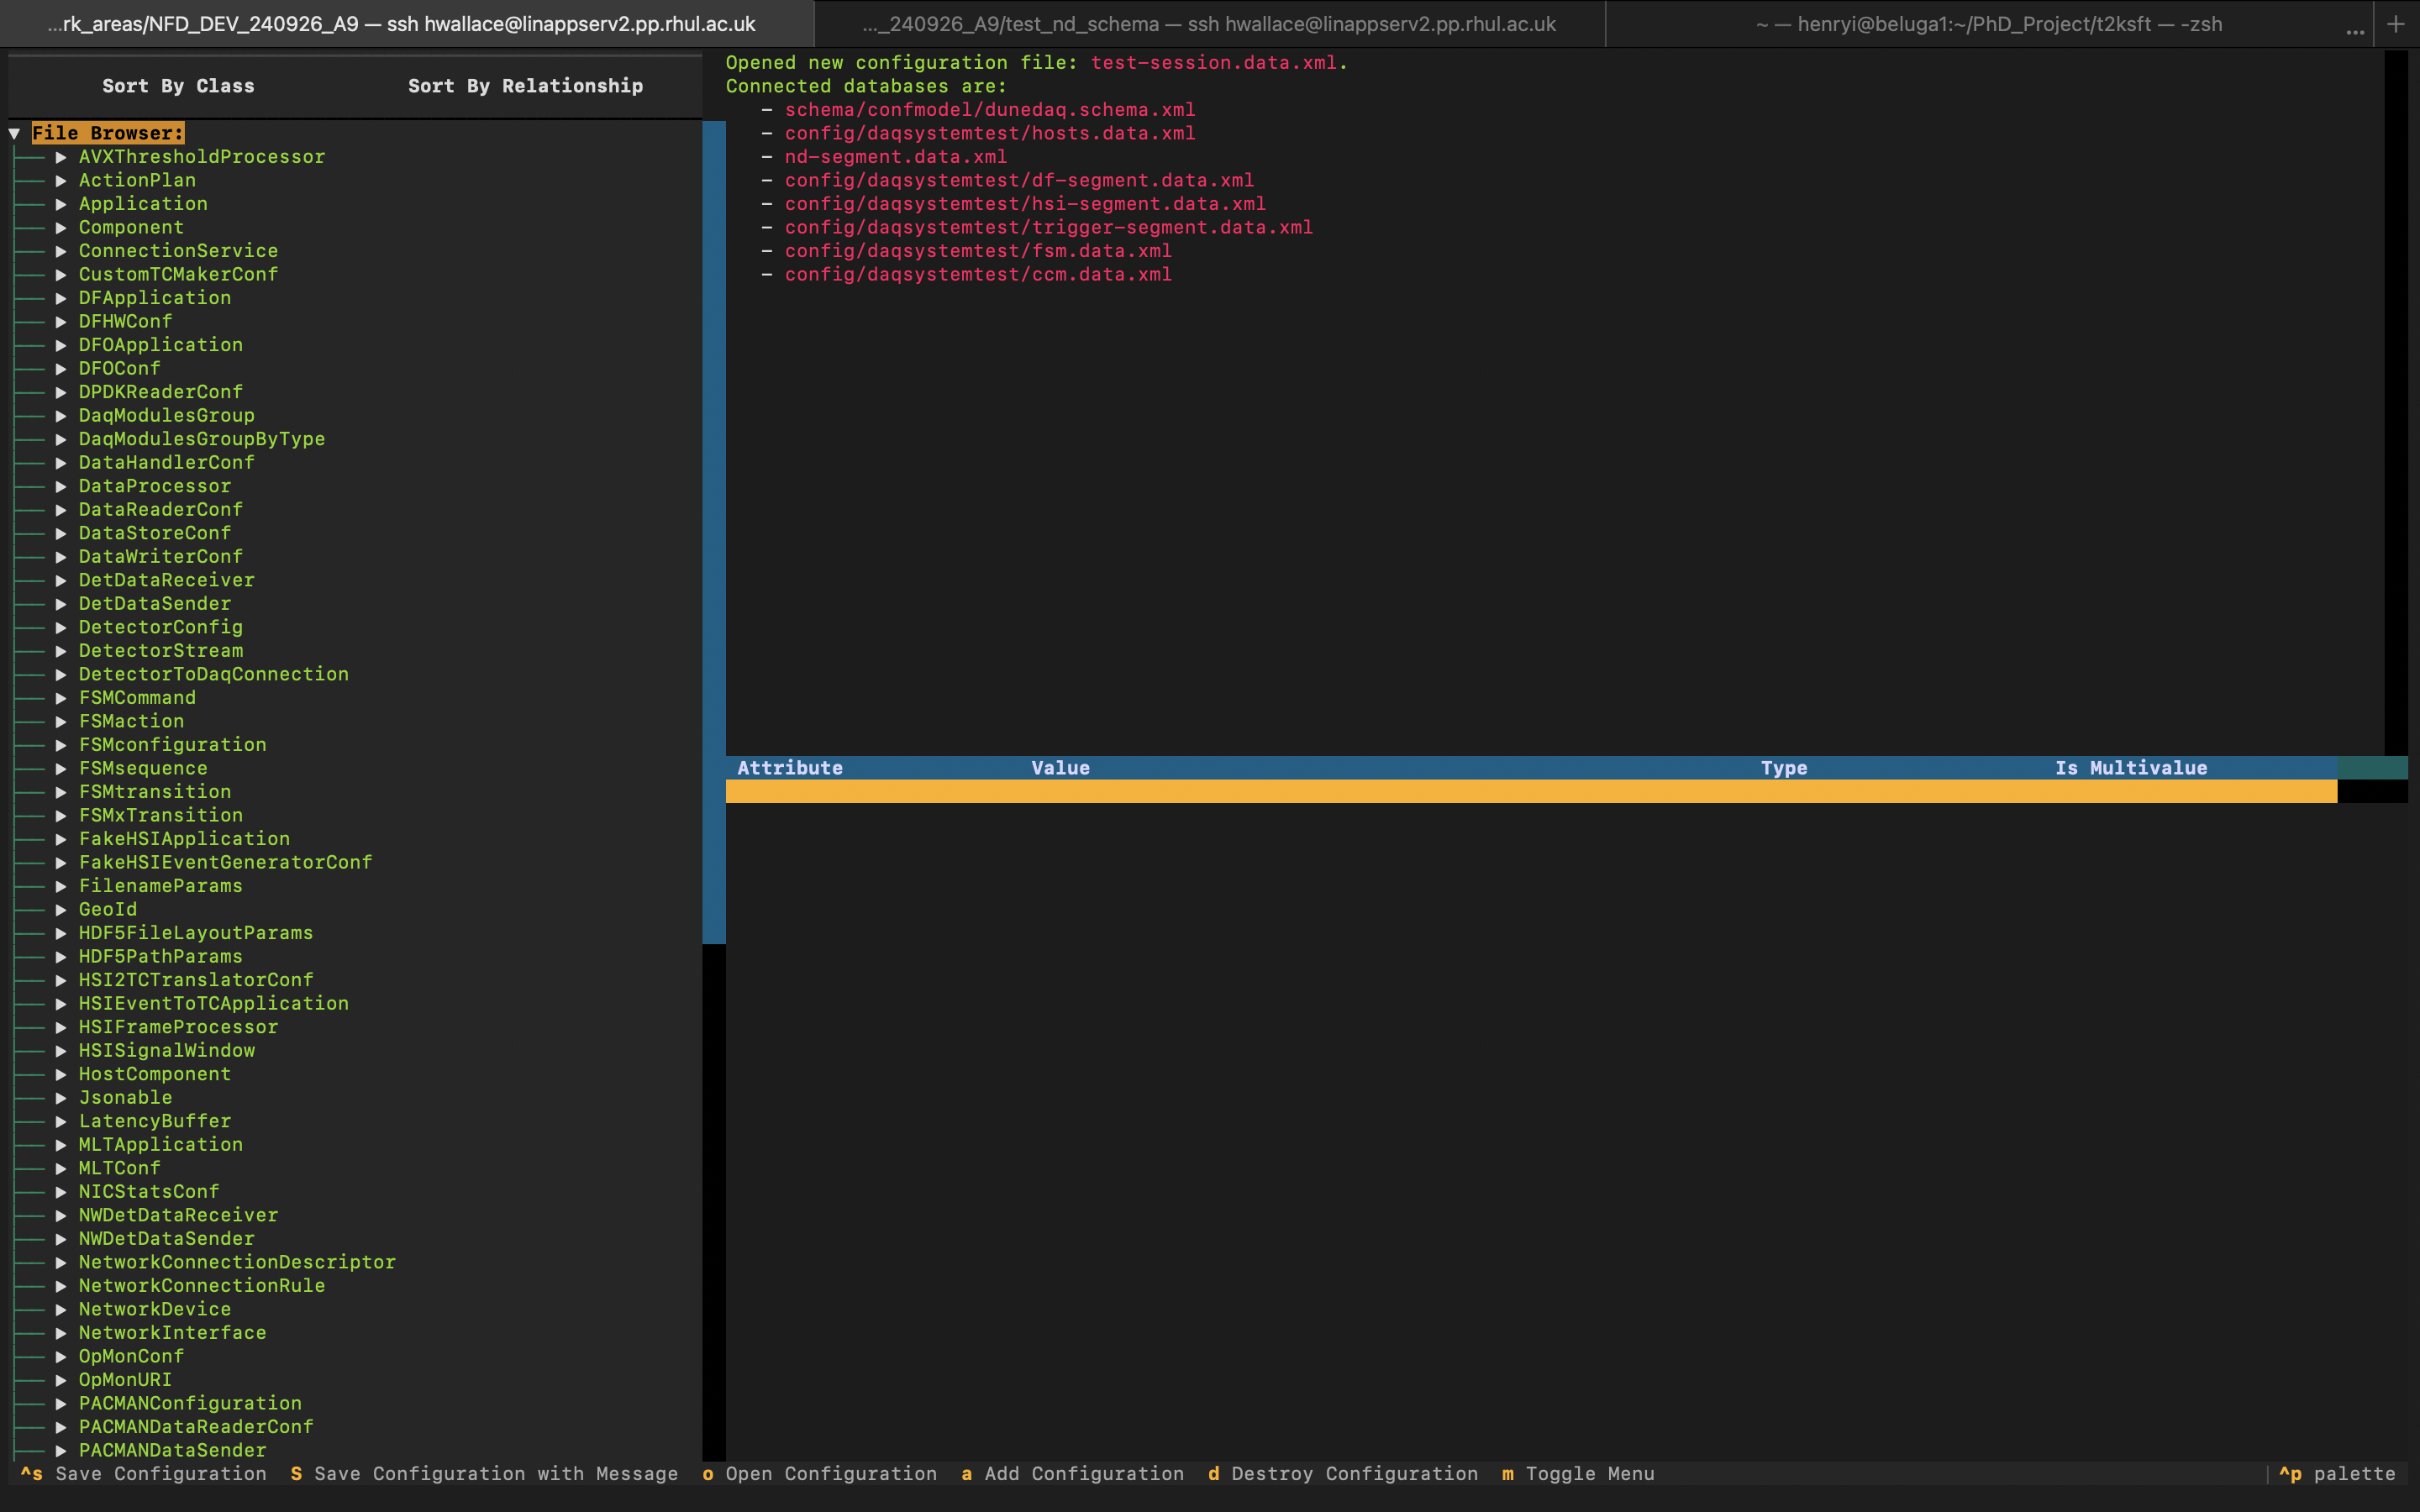 ...rk_areas/NFD_DEV_240926_A9 — ssh hwallace@linappserv2.pp.rhul.ac.uk
..._240926_A9/test_nd_schema — ssh hwallace@linappserv2.pp.rhul.ac.uk
~ — henryi@beluga1:~/PhD_Project/t2ksft — -zsh
... +
Sort By Class
Sort By Relationship
▼ File Browser:
▶ AVXThresholdProcessor
▶ ActionPlan
▶ Application
▶ Component
▶ ConnectionService
▶ CustomTCMakerConf
▶ DFApplication
▶ DFHWConf
▶ DFOApplication
▶ DFOConf
▶ DPDKReaderConf
▶ DaqModulesGroup
▶ DaqModulesGroupByType
▶ DataHandlerConf
▶ DataProcessor
▶ DataReaderConf
▶ DataStoreConf
▶ DataWriterConf
▶ DetDataReceiver
▶ DetDataSender
▶ DetectorConfig
▶ DetectorStream
▶ DetectorToDaqConnection
▶ FSMCommand
▶ FSMaction
▶ FSMconfiguration
▶ FSMsequence
▶ FSMtransition
▶ FSMxTransition
▶ FakeHSIApplication
▶ FakeHSIEventGeneratorConf
▶ FilenameParams
▶ GeoId
▶ HDF5FileLayoutParams
▶ HDF5PathParams
▶ HSI2TCTranslatorConf
▶ HSIEventToTCApplication
▶ HSIFrameProcessor
▶ HSISignalWindow
▶ HostComponent
▶ Jsonable
▶ LatencyBuffer
▶ MLTApplication
▶ MLTConf
▶ NICStatsConf
▶ NWDetDataReceiver
▶ NWDetDataSender
▶ NetworkConnectionDescriptor
▶ NetworkConnectionRule
▶ NetworkDevice
▶ NetworkInterface
▶ OpMonConf
▶ OpMonURI
▶ PACMANConfiguration
▶ PACMANDataReaderConf
▶ PACMANDataSender
Opened new configuration file: test-session.data.xml.
Connected databases are:
– schema/confmodel/dunedaq.schema.xml
– config/daqsystemtest/hosts.data.xml
– nd-segment.data.xml
– config/daqsystemtest/df-segment.data.xml
– config/daqsystemtest/hsi-segment.data.xml
– config/daqsystemtest/trigger-segment.data.xml
– config/daqsystemtest/fsm.data.xml
– config/daqsystemtest/ccm.data.xml
Attribute Value Type Is Multivalue
^s Save Configuration S Save Configuration with Message o Open Configuration a Add Configuration d Destroy Configuration m Toggle Menu ^p palette